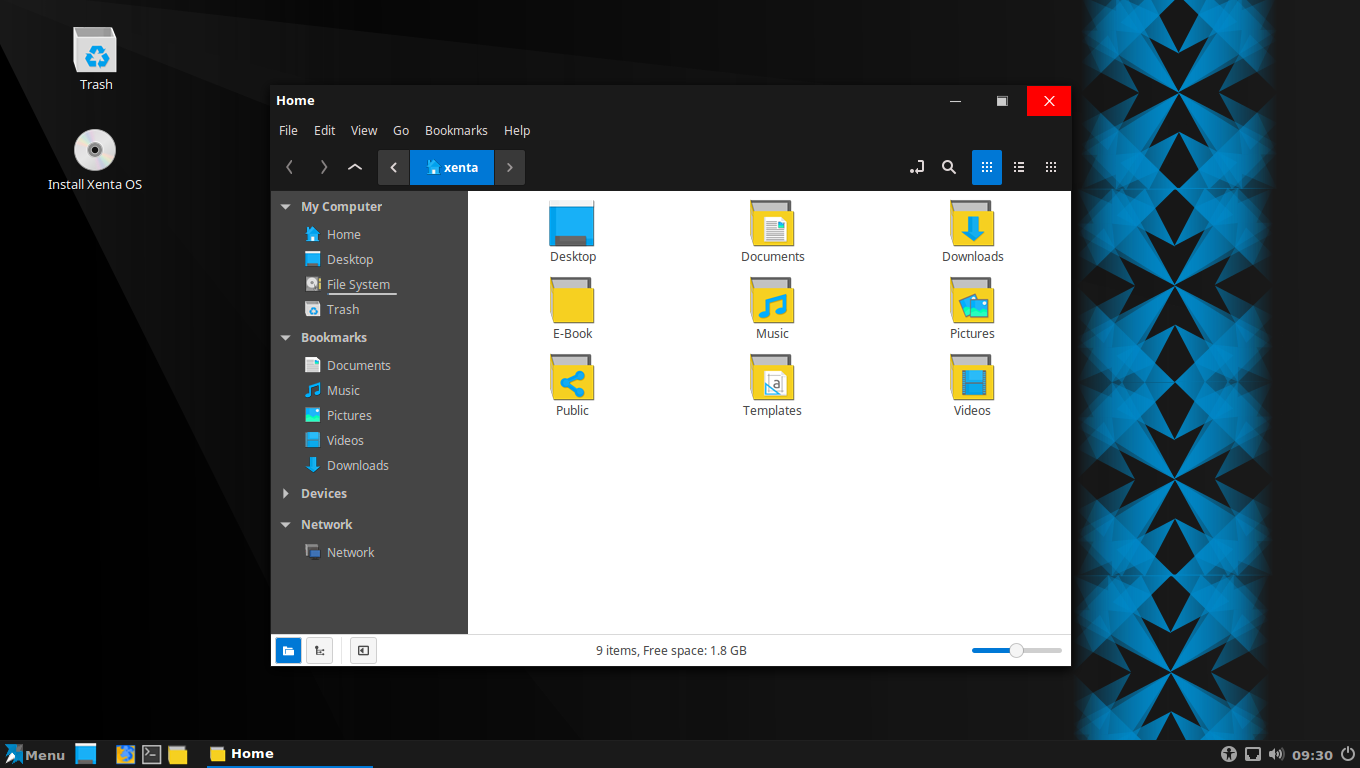 Trash
Install Xenta OS
Home
File Edit View Go Bookmarks Help
xenta
My Computer
Home
Desktop
File System
Trash
Bookmarks
Documents
Music
Pictures
Videos
Downloads
Devices
Network
Network
Desktop Documents Downloads
E-Book Music Pictures
a
Public Templates Videos
9 items, Free space: 1.8 GB
Menu Home 09:30